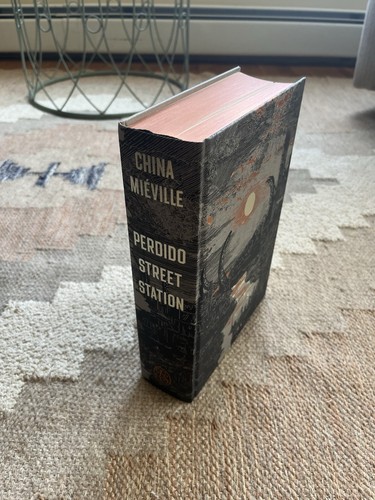 CHINA
MIÉVILLE
PERDIDO
STREET
STATION